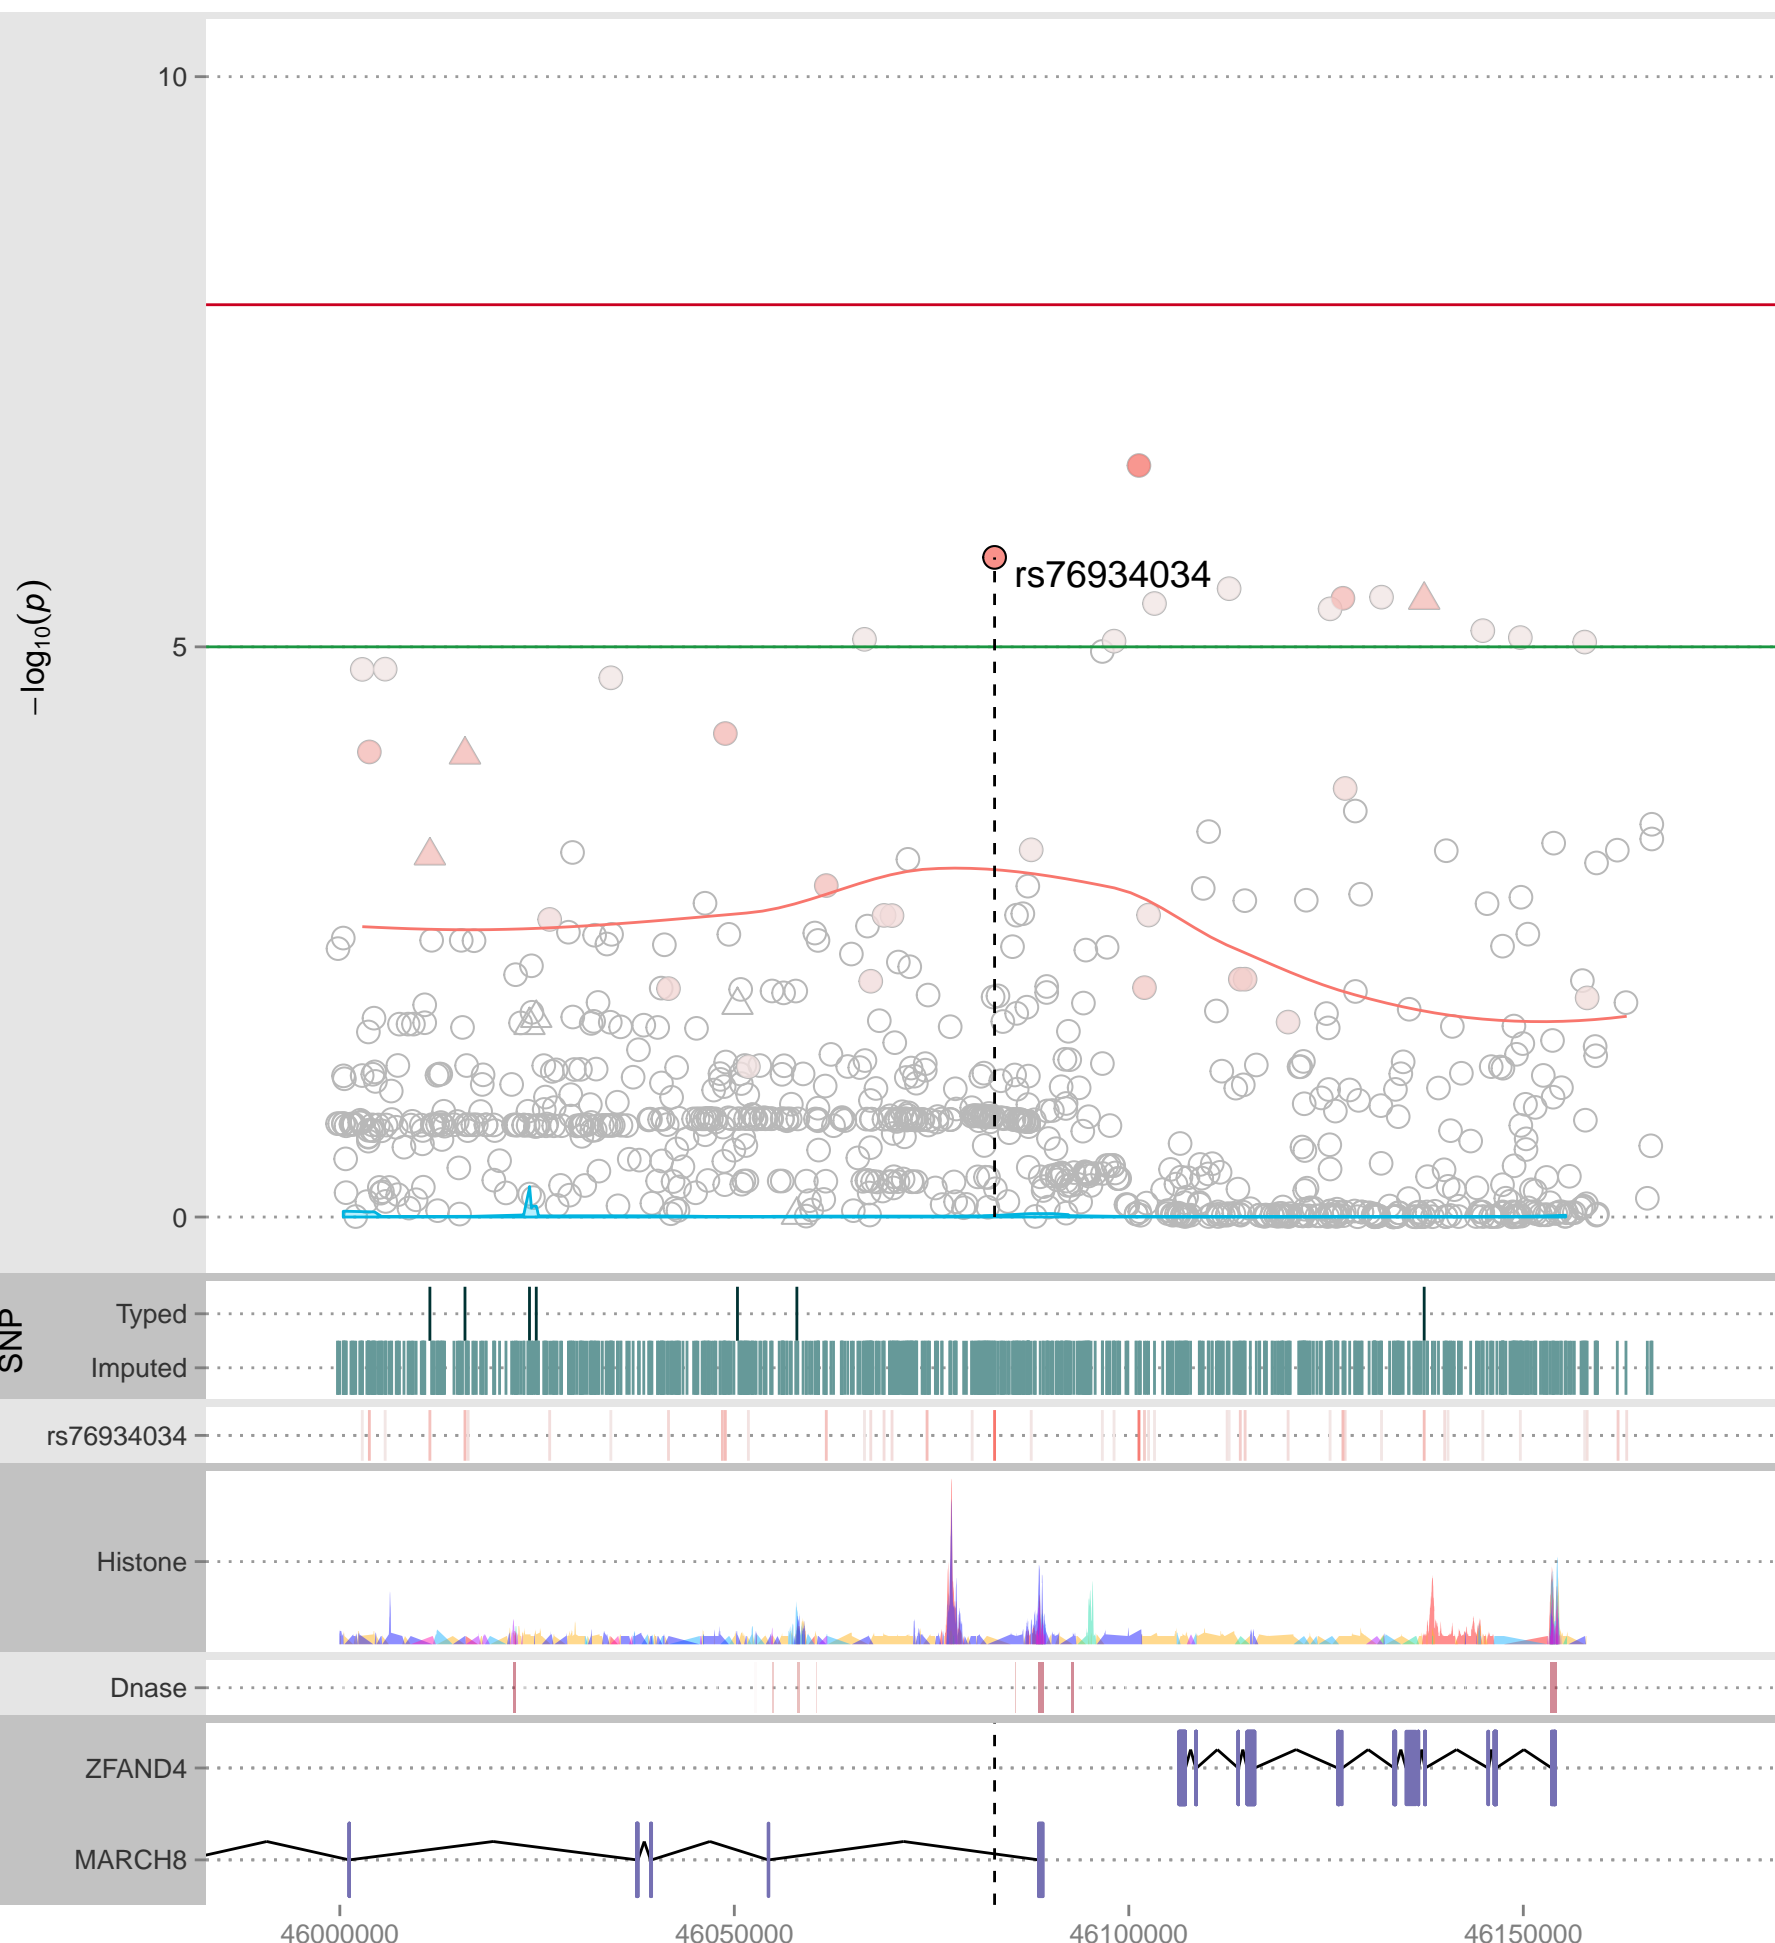 10
5
0
−log10(p)
rs76934034
SNP
Typed
Imputed
rs76934034
Histone
Dnase
ZFAND4
MARCH8
46000000 46050000 46100000 46150000